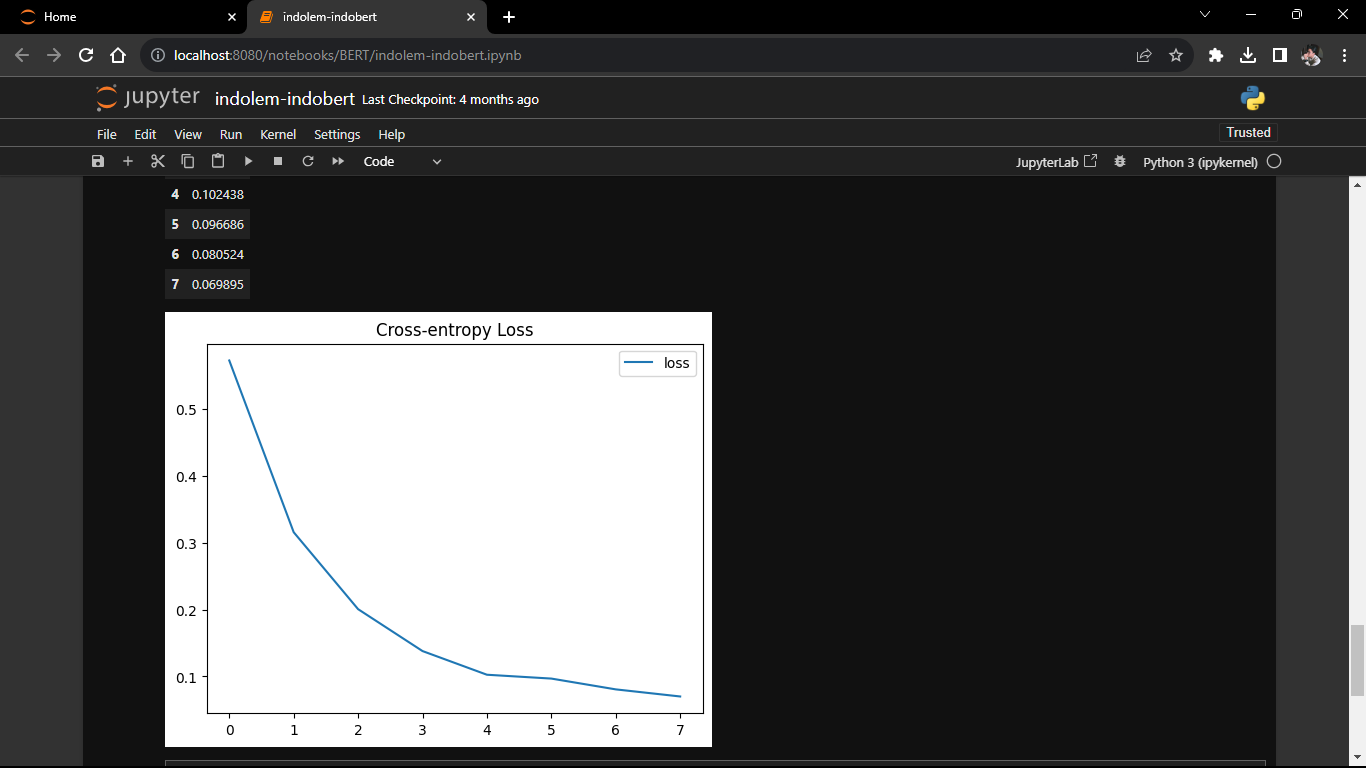 Home
indolem-indobert
localhost:8080/notebooks/BERT/indolem-indobert.ipynb
jupyter indolem-indobert Last Checkpoint: 4 months ago
File Edit View Run Kernel Settings Help
Trusted
Code
JupyterLab
Python 3 (ipykernel)
4 0.102438
5 0.096686
6 0.080524
7 0.069895
Cross-entropy Loss
loss
0.5
0.4
0.3
0.2
0.1
0 1 2 3 4 5 6 7